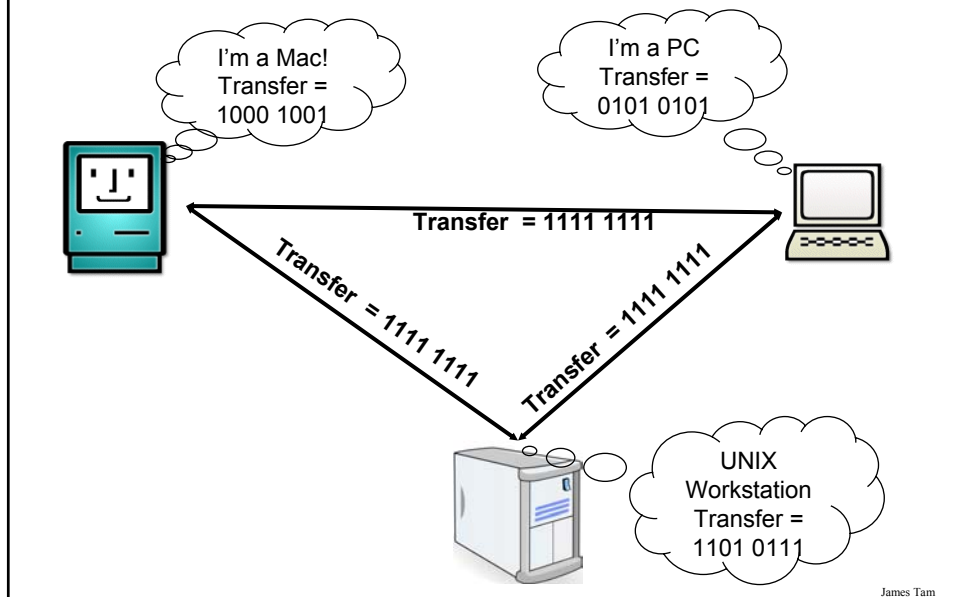 I'm a Mac!
Transfer =
1000 1001
I'm a PC
Transfer =
0101 0101
Transfer = 1111 1111
Transfer = 1111 1111
Transfer = 1111 1111
UNIX
Workstation
Transfer =
1101 0111
James Tam